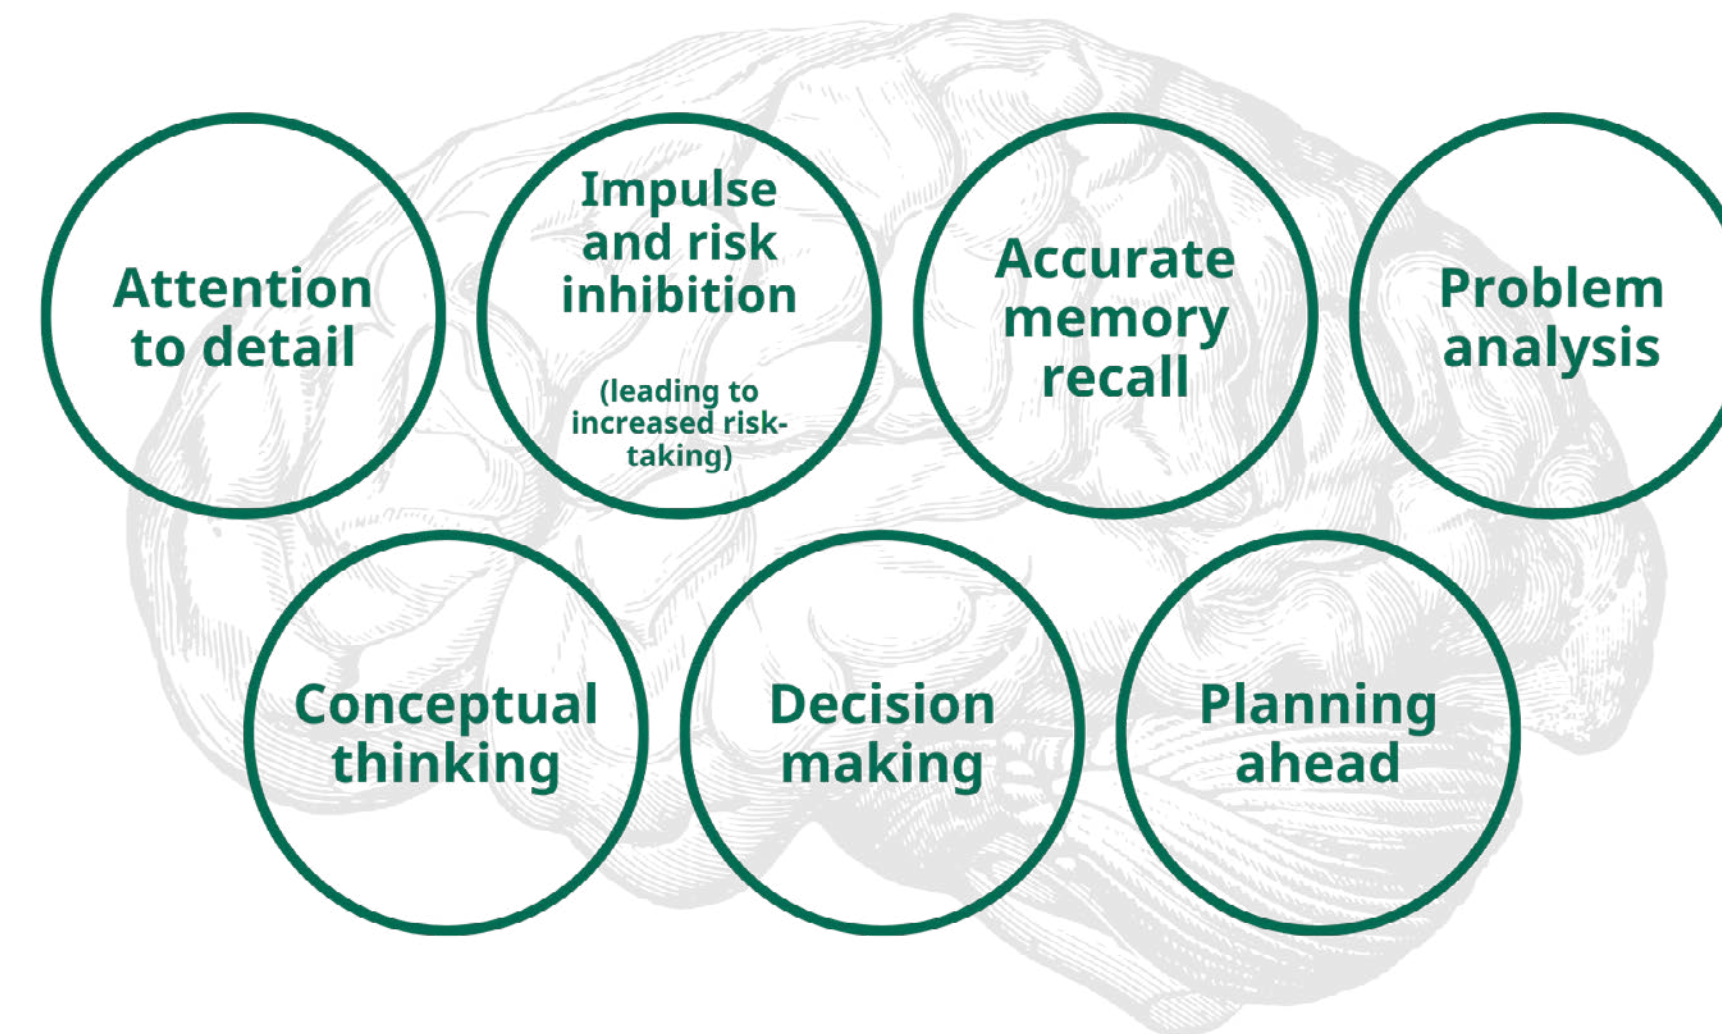 Attention
to detail
Impulse
and risk
inhibition
(leading to
increased risk-
taking)
Accurate
memory
recall
Problem
analysis
Conceptual
thinking
Decision
making
Planning
ahead